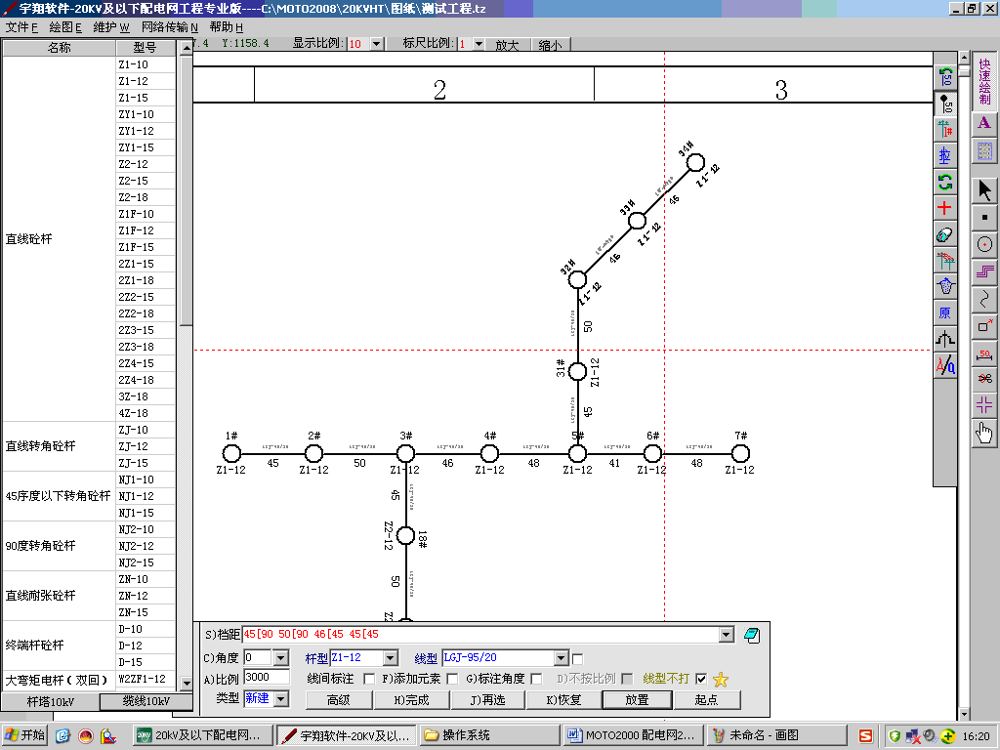 宇翔软件-20KV及以下配电网工程专业版----C:\MOTO2008\20KVHT\图纸\测试工程.tz
文件F 绘图E 维护W 网络传输N 帮助H
名称 型号
7.4 Y:1158.4 显示比例: 10 标尺比例: 1 放大 缩小
直线砼杆
Z1-10
Z1-12
Z1-15
ZY1-10
ZY1-12
ZY1-15
Z2-12
Z2-15
Z2-18
Z1F-10
Z1F-12
Z1F-15
2Z1-15
2Z1-18
2Z2-15
2Z2-18
2Z3-15
2Z3-18
2Z4-15
2Z4-18
3Z-18
4Z-18
直线转角砼杆
ZJ-10
ZJ-12
ZJ-15
45序度以下转角砼杆
NJ1-10
NJ1-12
NJ1-15
90度转角砼杆
NJ2-10
NJ2-12
NJ2-15
直线耐张砼杆
ZN-10
ZN-12
ZN-15
终端杆砼杆
D-10
D-12
D-15
大弯矩电杆(双回) W2ZF1-12
杆塔10kV 缆线10kV
2 3
34#
Z1-12
46
33#
Z1-12
46
32#
Z1-12
50
31#
Z1-12
45
1# 2# 3# 4# 5# 6# 7#
45 50 46 48 41 48
Z1-12 Z1-12 Z1-12 Z1-12 Z1-12 Z1-12 Z1-12
45
Z2-12
18#
50
S)档距 45[90 50[90 46[45 45[45
C)角度 0 杆型 Z1-12 线型 LGJ-95/20
A)比例 3000 线间标注 F)添加元素 G)标注角度 D)不按比例 线型不打
类型 新建 高级 H)完成 J)再选 K)恢复 放置 起点
快速绘制
A
50
50
原
A/Q
50
开始 20kV及以下配电网... 宇翔软件-20KV及以... 操作系统 MOTO2000 配电网2... 未命名 - 画图 16:20